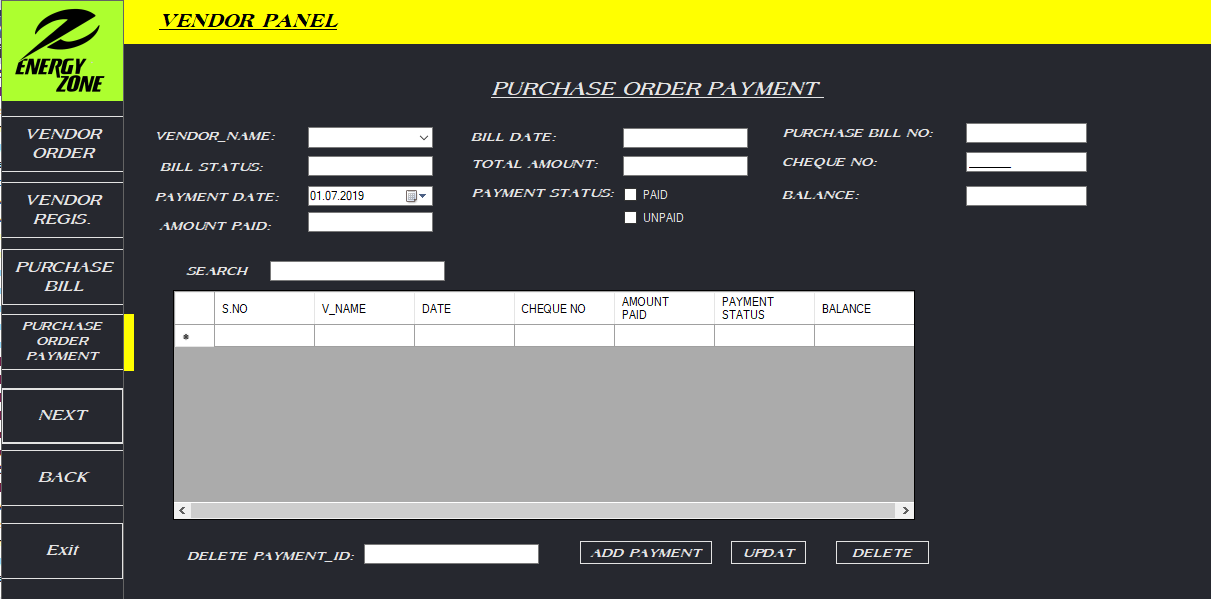 ENERGY
ZONE
VENDOR PANEL
VENDOR
ORDER
VENDOR
REGIS.
PURCHASE
BILL
PURCHASE
ORDER
PAYMENT
NEXT
BACK
Exit
PURCHASE ORDER PAYMENT
VENDOR_NAME:
BILL DATE:
PURCHASE BILL NO:
BILL STATUS:
TOTAL AMOUNT:
CHEQUE NO:
PAYMENT DATE:
01.07.2019
PAYMENT STATUS:
PAID
BALANCE:
AMOUNT PAID:
UNPAID
SEARCH
S.NO
V_NAME
DATE
CHEQUE NO
AMOUNT
PAID
PAYMENT
STATUS
BALANCE
DELETE PAYMENT_ID:
ADD PAYMENT
UPDAT
DELETE